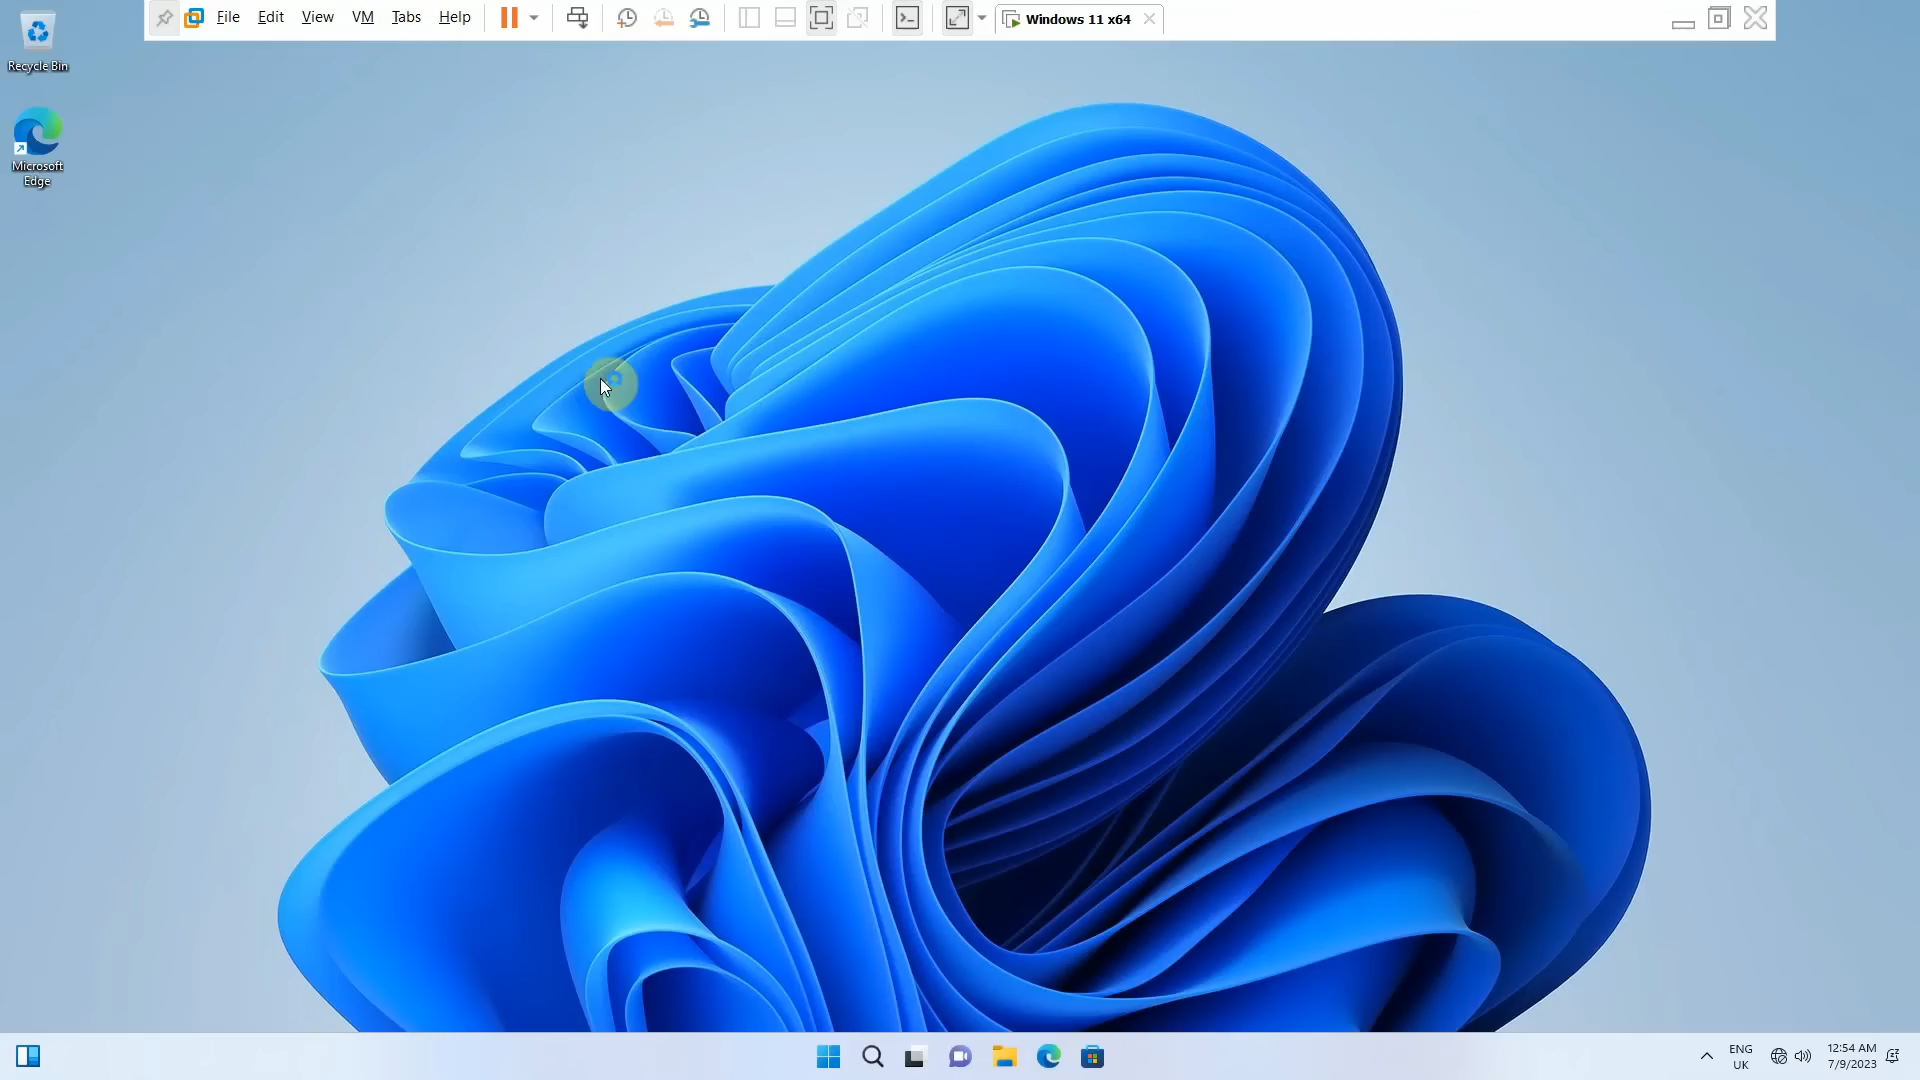 File Edit View VM Tabs Help Windows 11 x64
Recycle Bin
Microsoft
Edge
ENG
UK
12:54 AM
7/9/2023